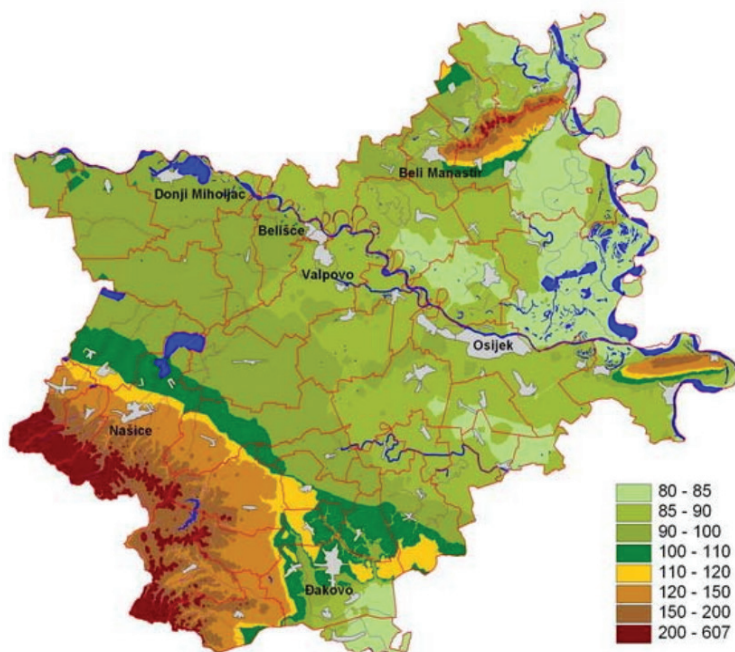 Beli Manastir
Donji Miholjac
Belišće
Valpovo
Osijek
Našice
Đakovo
80 - 85
85 - 90
90 - 100
100 - 110
110 - 120
120 - 150
150 - 200
200 - 607